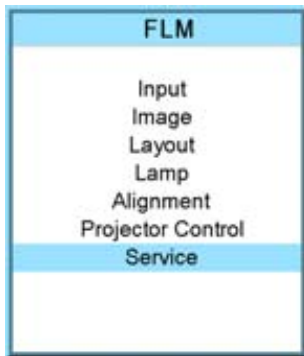 FLM
Input
Image
Layout
Lamp
Alignment
Projector Control
Service